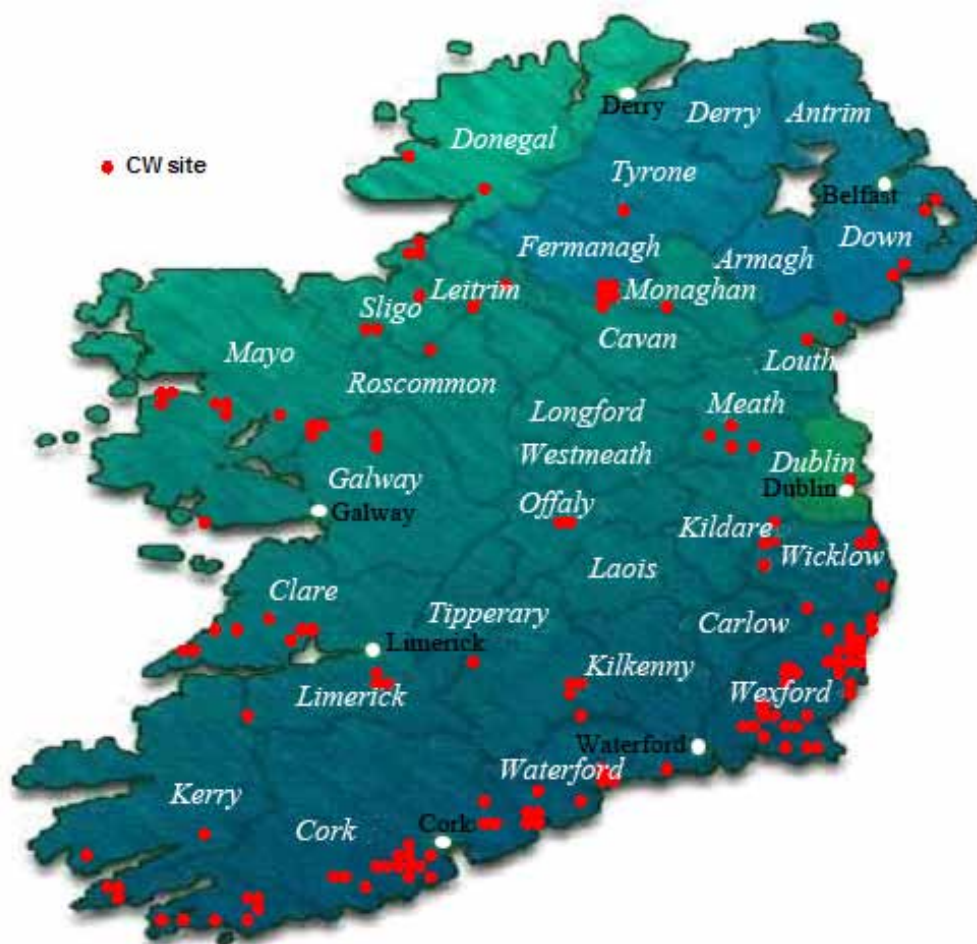 Derry
Derry
Antrim
Donegal
CW site
Tyrone
Belfast
Fermanagh
Armagh
Down
Leitrim
Monaghan
Sligo
Cavan
Mayo
Louth
Roscommon
Longford
Meath
Westmeath
Dublin
Galway
Dublin
Galway
Offaly
Kildare
Wicklow
Laois
Clare
Tipperary
Carlow
Limerick
Kilkenny
Limerick
Wexford
Waterford
Waterford
Kerry
Cork
Cork